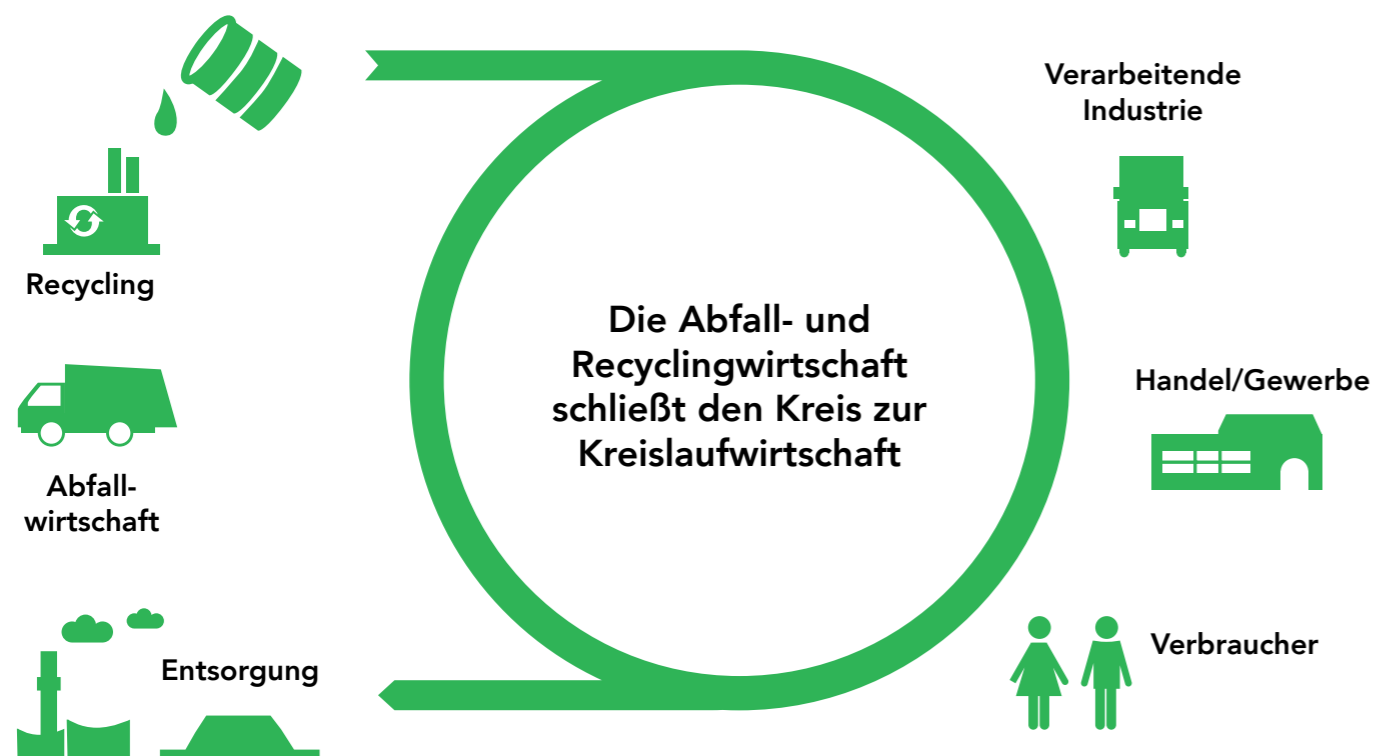 Verarbeitende
Industrie
Recycling
Die Abfall- und
Recyclingwirtschaft
schließt den Kreis zur
Kreislaufwirtschaft
Handel/Gewerbe
Abfall-
wirtschaft
Entsorgung
Verbraucher